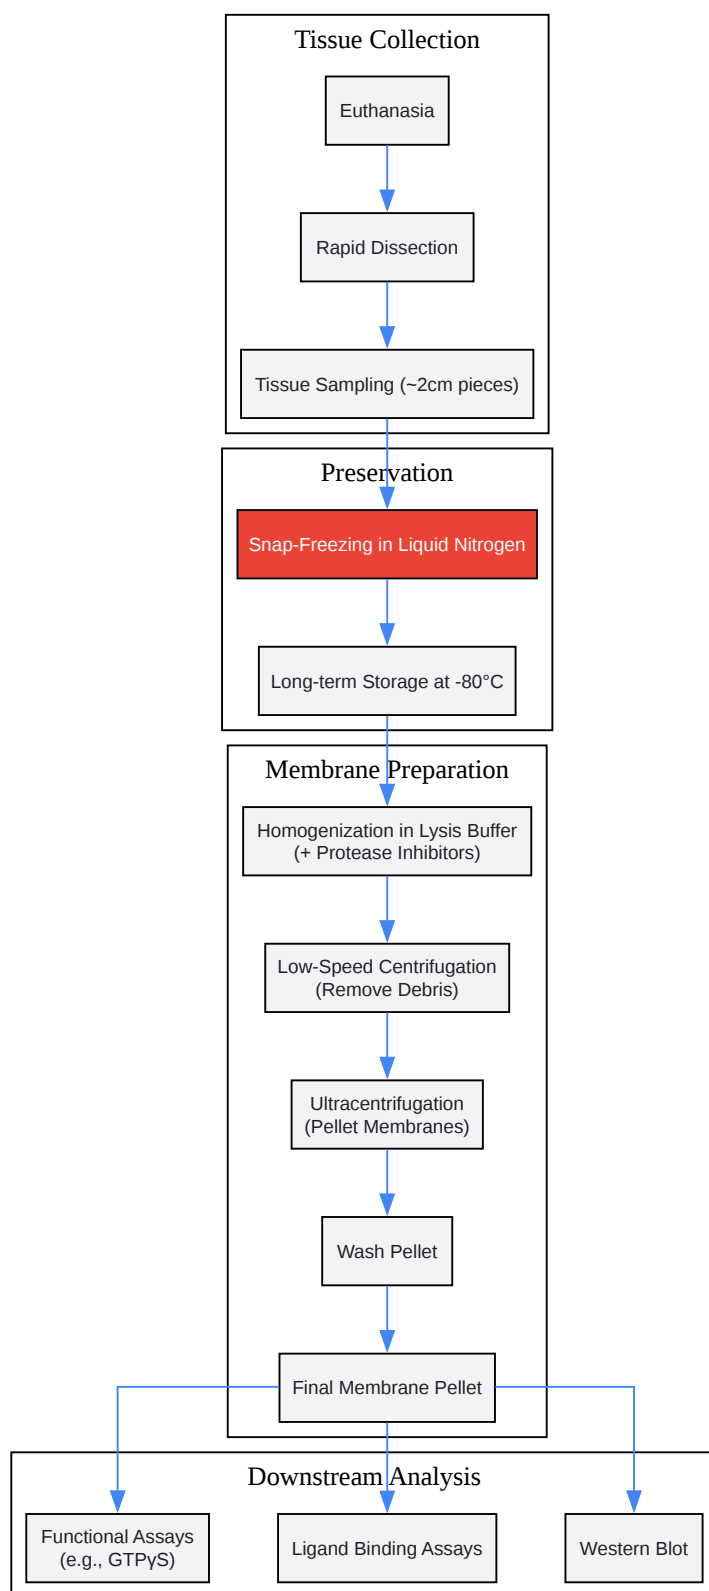 Tissue Collection
Euthanasia
Rapid Dissection
Tissue Sampling (~2cm pieces)
Preservation
Snap-Freezing in Liquid Nitrogen
Long-term Storage at -80°C
Membrane Preparation
Homogenization in Lysis Buffer
(+ Protease Inhibitors)
Low-Speed Centrifugation
(Remove Debris)
Ultracentrifugation
(Pellet Membranes)
Wash Pellet
Final Membrane Pellet
Downstream Analysis
Functional Assays
(e.g., GTPγS)
Ligand Binding Assays
Western Blot